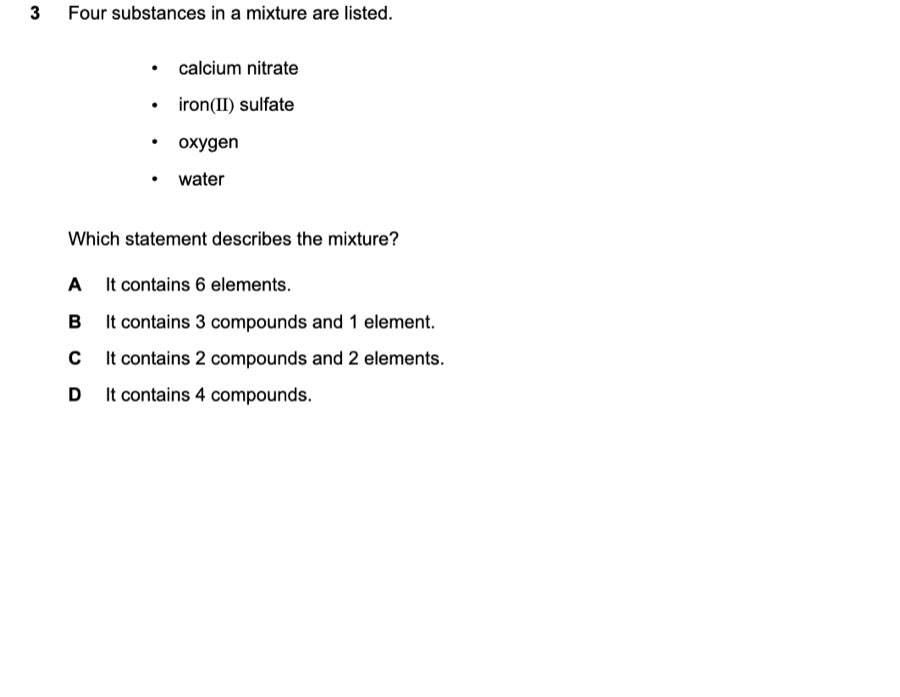 3 Four substances in a mixture are listed.
• calcium nitrate
• iron(II) sulfate
• oxygen
• water
Which statement describes the mixture?
A It contains 6 elements.
B It contains 3 compounds and 1 element.
C It contains 2 compounds and 2 elements.
D It contains 4 compounds.